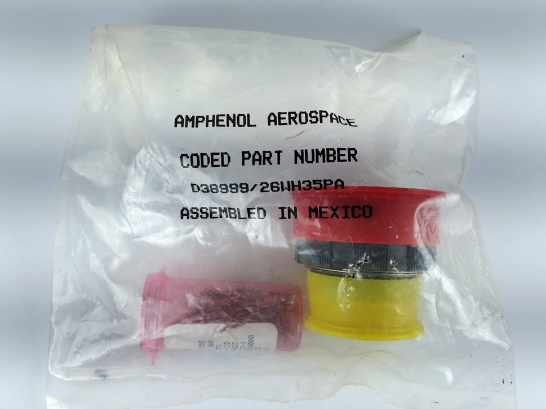 AMPHENOL AEROSPACE
CODED PART NUMBER
D38999/26WH35PA
ASSEMBLED IN MEXICO